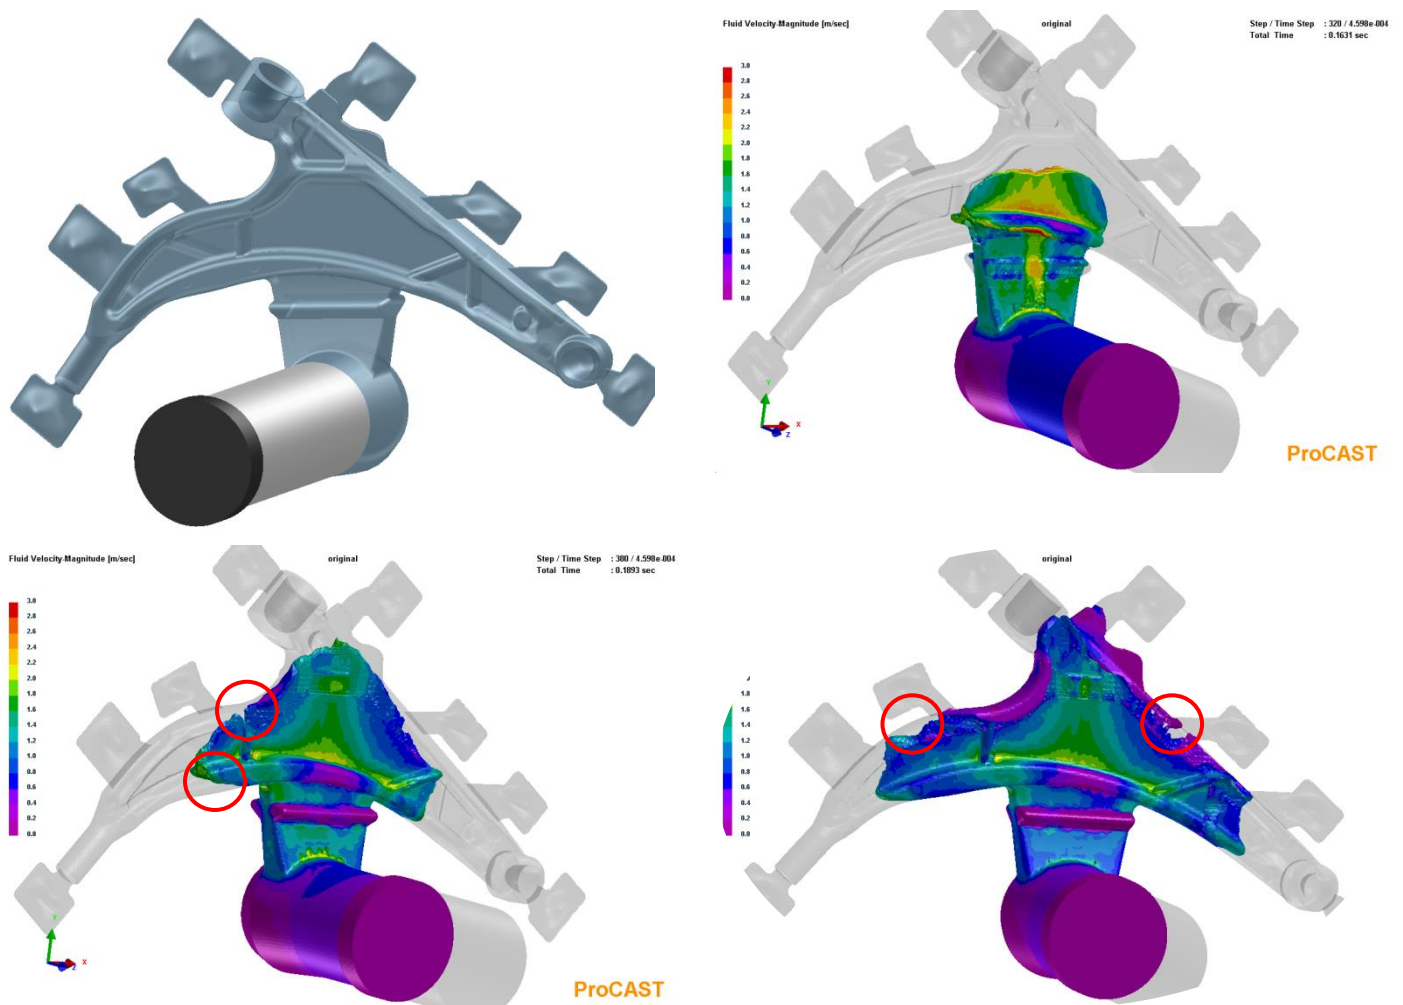 Fluid Velocity-Magnitude [m/sec]
original
Step / Time Step : 320 / 4.598e-004
Total Time : 0.1631 sec
3.0
2.8
2.6
2.4
2.2
2.0
1.8
1.6
1.4
1.2
1.0
0.8
0.6
0.4
0.2
0.0
Y
X
Z
ProCAST
Fluid Velocity-Magnitude [m/sec]
original
Step / Time Step : 380 / 4.598e-004
Total Time : 0.1893 sec
3.0
2.8
2.6
2.4
2.2
2.0
1.8
1.6
1.4
1.2
1.0
0.8
0.6
0.4
0.2
0.0
Y
X
Z
ProCAST
original
1.8
1.6
1.4
1.2
1.0
0.8
0.6
0.4
0.2
0.0